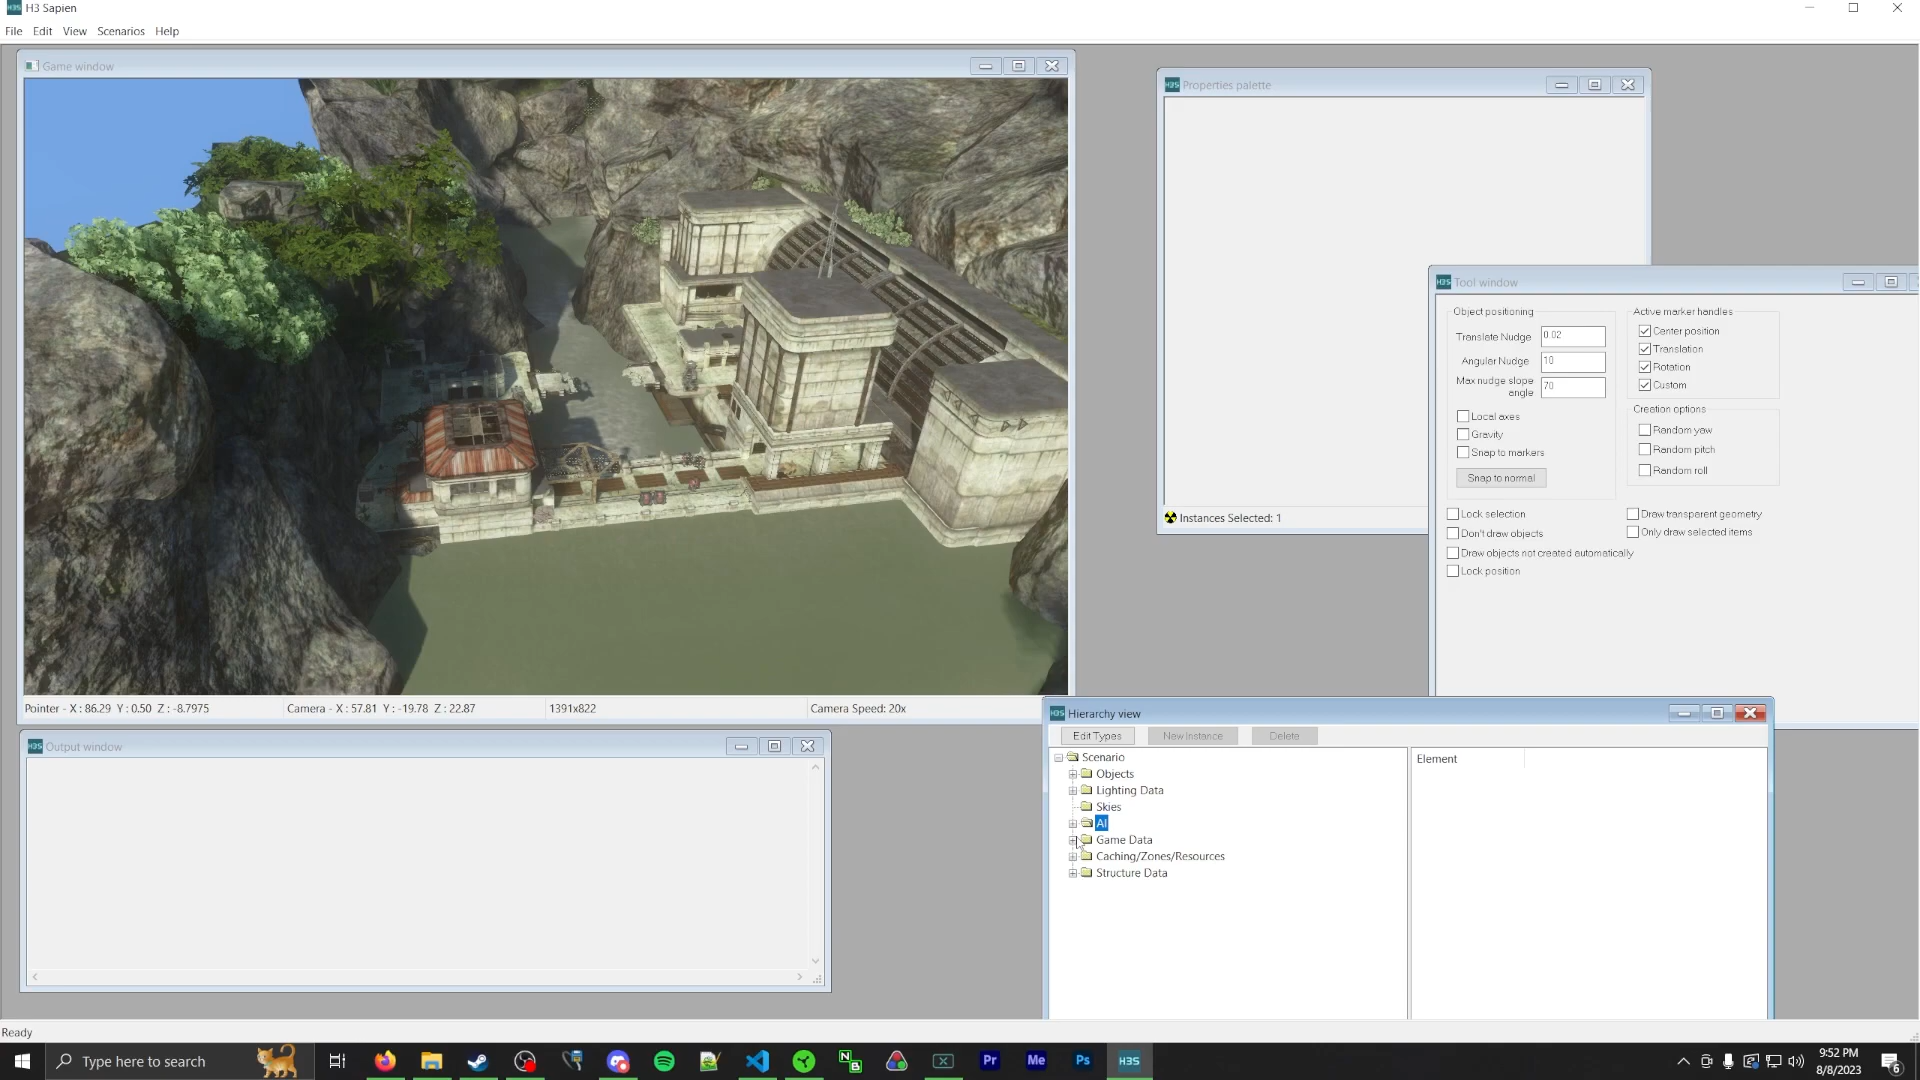 H3S H3 Sapien
File Edit View Scenarios Help
Game window
Pointer - X : 86.29 Y : 0.50 Z : -8.7975 Camera - X : 57.81 Y : -19.78 Z : 22.87 1391x822 Camera Speed: 20x
H3S Properties palette
Instances Selected: 1
H3S Tool window
Object positioning
Translate Nudge 0.02
Angular Nudge 10
Max nudge slope angle 70
Local axes
Gravity
Snap to markers
Snap to normal
Active marker handles
Center position
Translation
Rotation
Custom
Creation options
Random yaw
Random pitch
Random roll
Lock selection
Don't draw objects
Draw objects not created automatically
Lock position
Draw transparent geometry
Only draw selected items
H3S Output window
H3S Hierarchy view
Edit Types New Instance Delete
Scenario
Objects
Lighting Data
Skies
AI
Game Data
Caching/Zones/Resources
Structure Data
Element
Ready
Type here to search
N
B
Pr Me Ps H3S
9:52 PM
8/8/2023
6